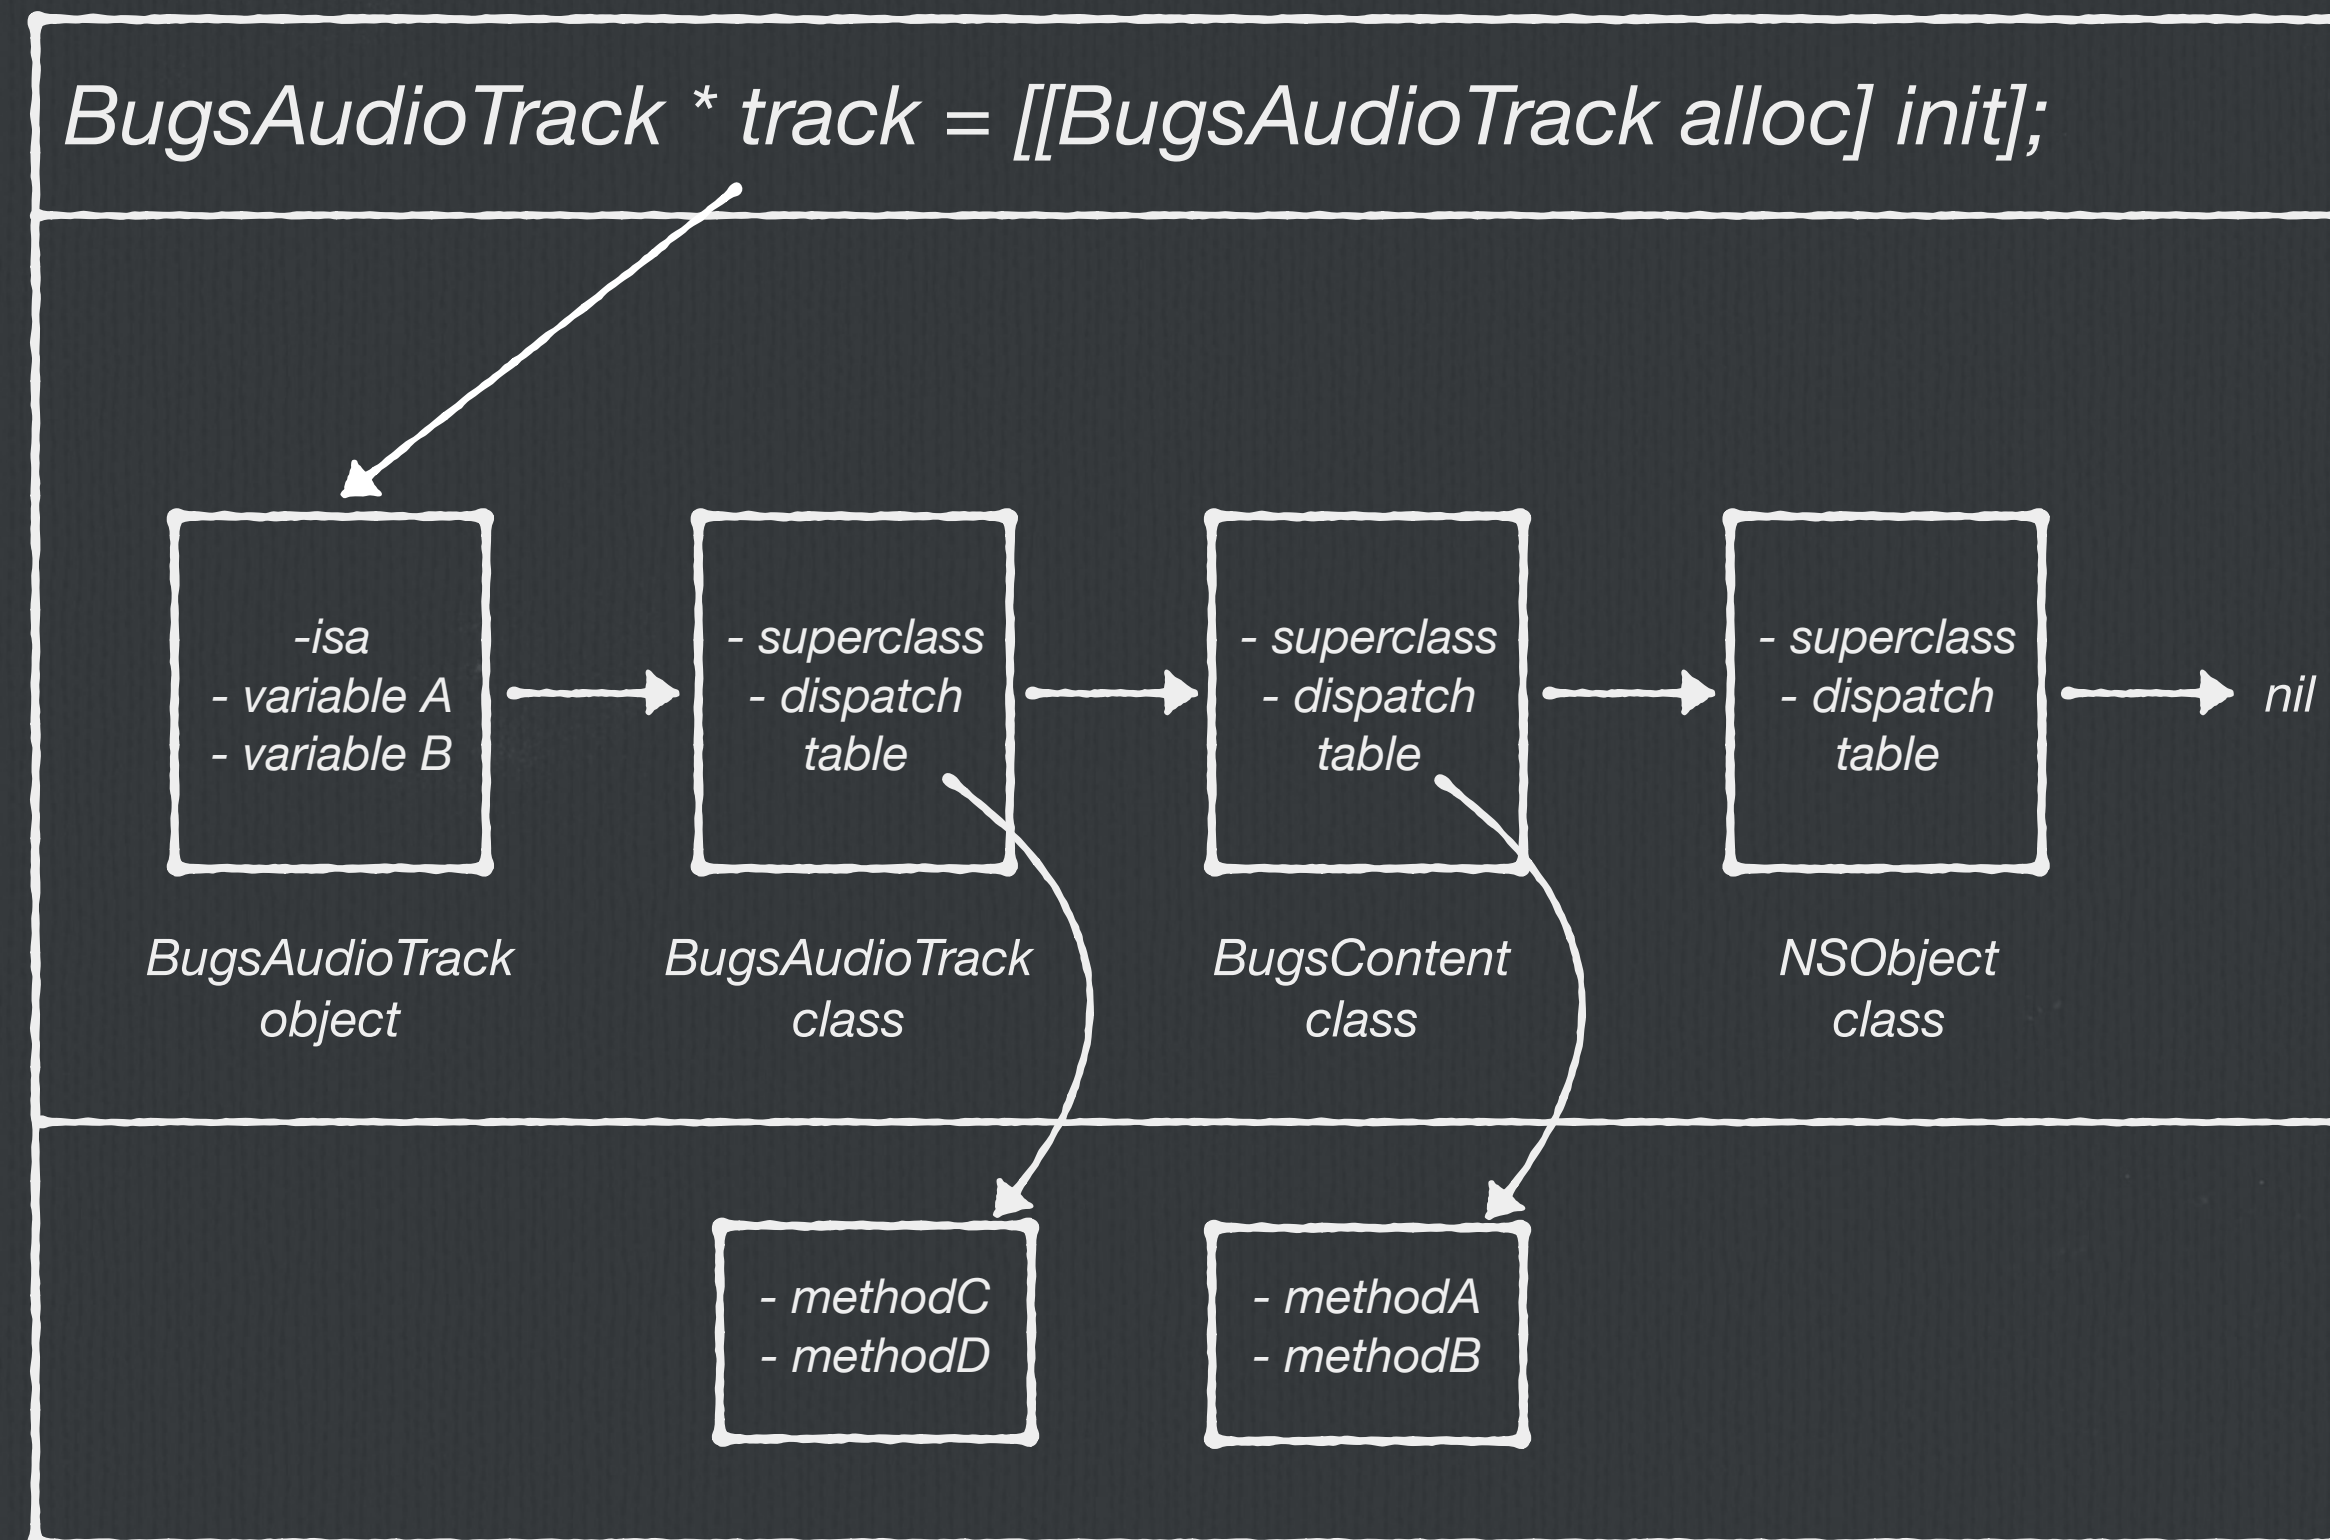 BugsAudioTrack * track = [[BugsAudioTrack alloc] init];
-isa
- variable A
- variable B
BugsAudioTrack
object
- superclass
- dispatch
table
BugsAudioTrack
class
- superclass
- dispatch
table
BugsContent
class
- superclass
- dispatch
table
NSObject
class
nil
- methodC
- methodD
- methodA
- methodB